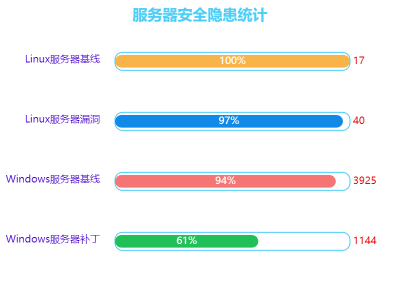 服务器安全隐患统计
Linux服务器基线 100% 17
Linux服务器漏洞 97% 40
Windows服务器基线 94% 3925
Windows服务器补丁 61% 1144